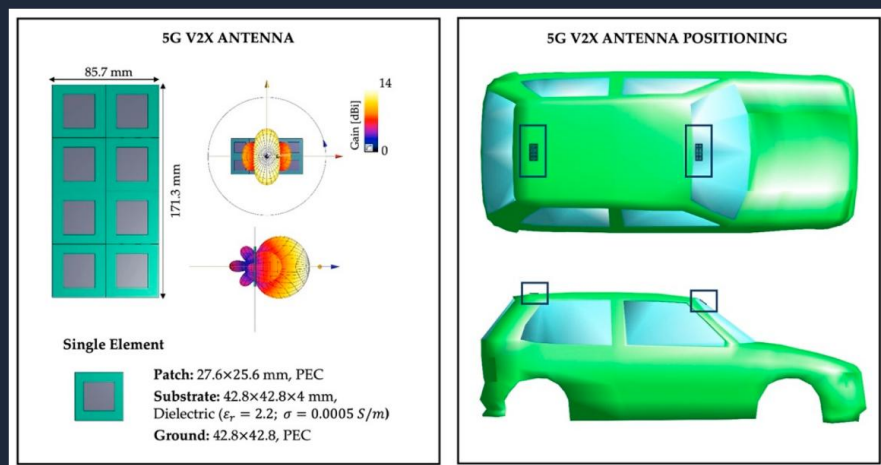 5G V2X ANTENNA
85.7 mm
171.3 mm
14
Gain [dBi]
0
Single Element
Patch: 27.6×25.6 mm, PEC
Substrate: 42.8×42.8×4 mm,
Dielectric (εᵣ = 2.2; σ = 0.0005 S/m)
Ground: 42.8×42.8, PEC
5G V2X ANTENNA POSITIONING